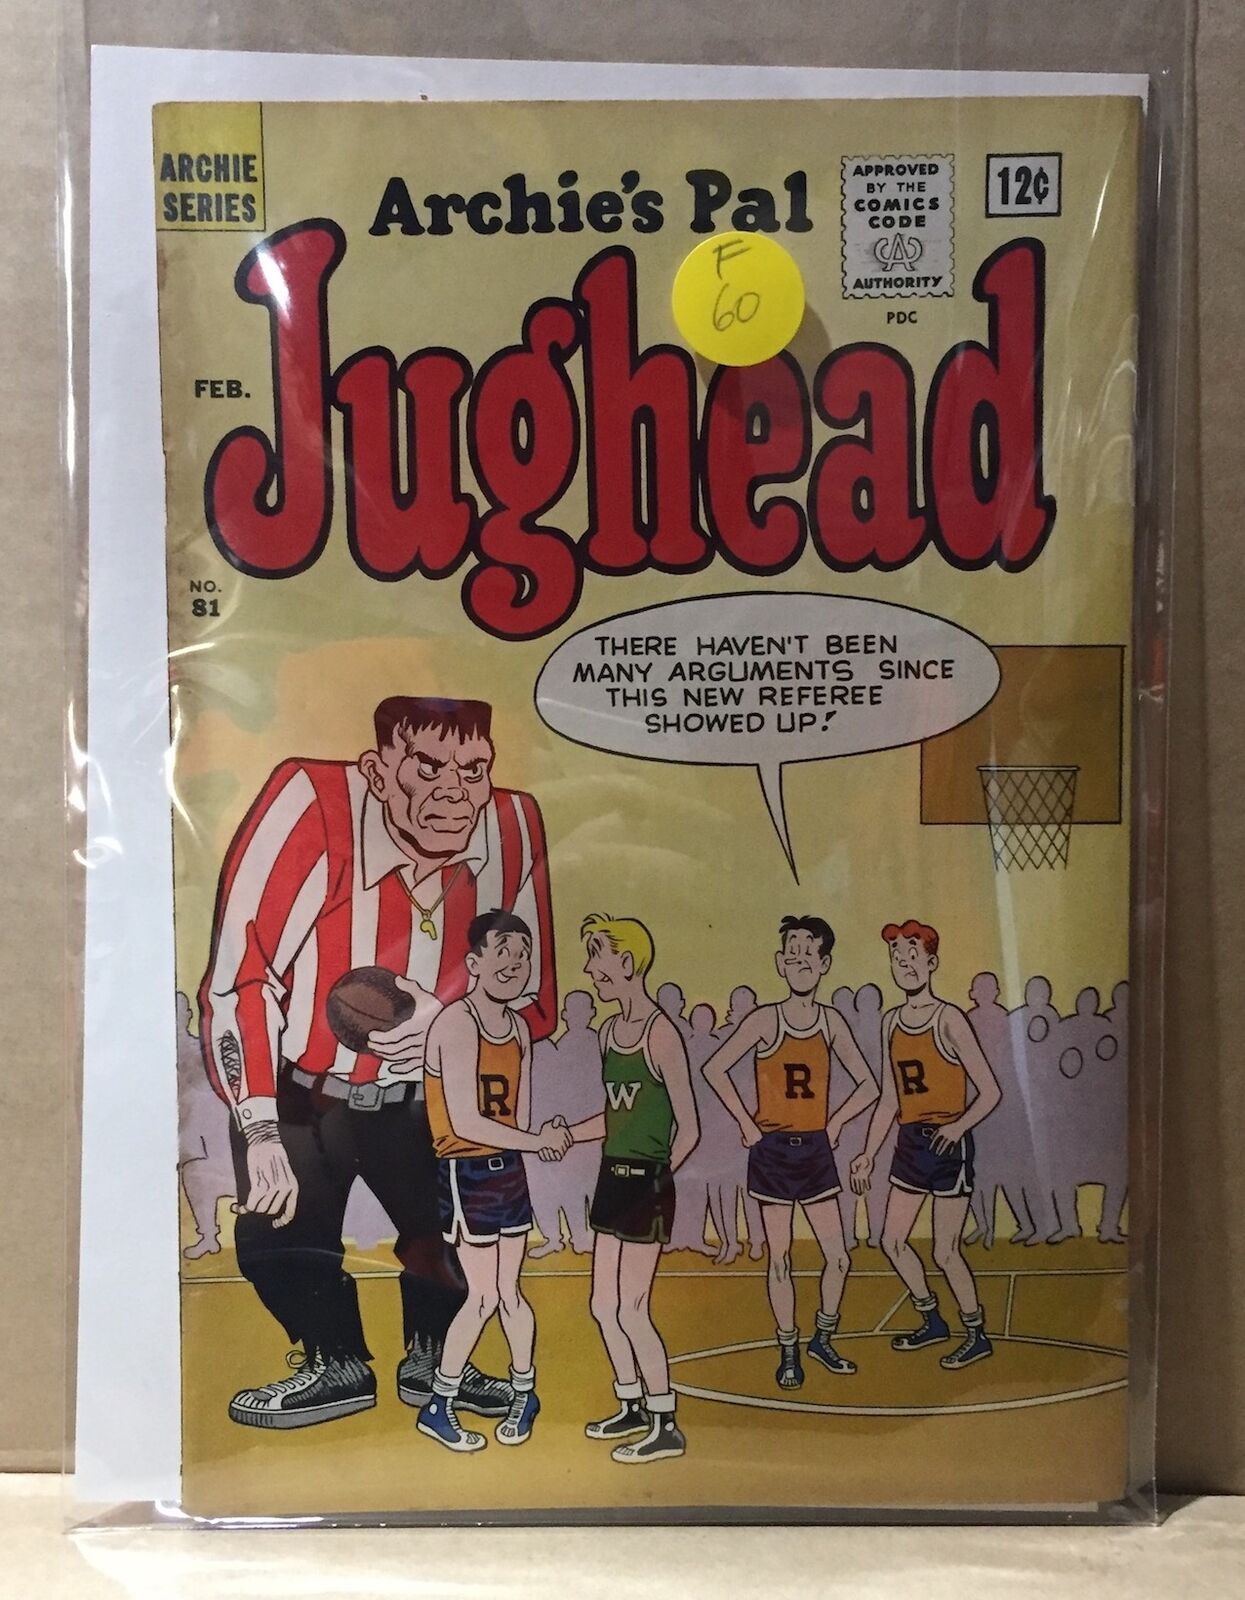 ARCHIE
SERIES
Archie's Pal
APPROVED
BY THE
COMICS
CODE
CA
AUTHORITY
PDC
12¢
F
60
FEB.
Jughead
NO.
81
THERE HAVEN'T BEEN
MANY ARGUMENTS SINCE
THIS NEW REFEREE
SHOWED UP!
R
W
R
R